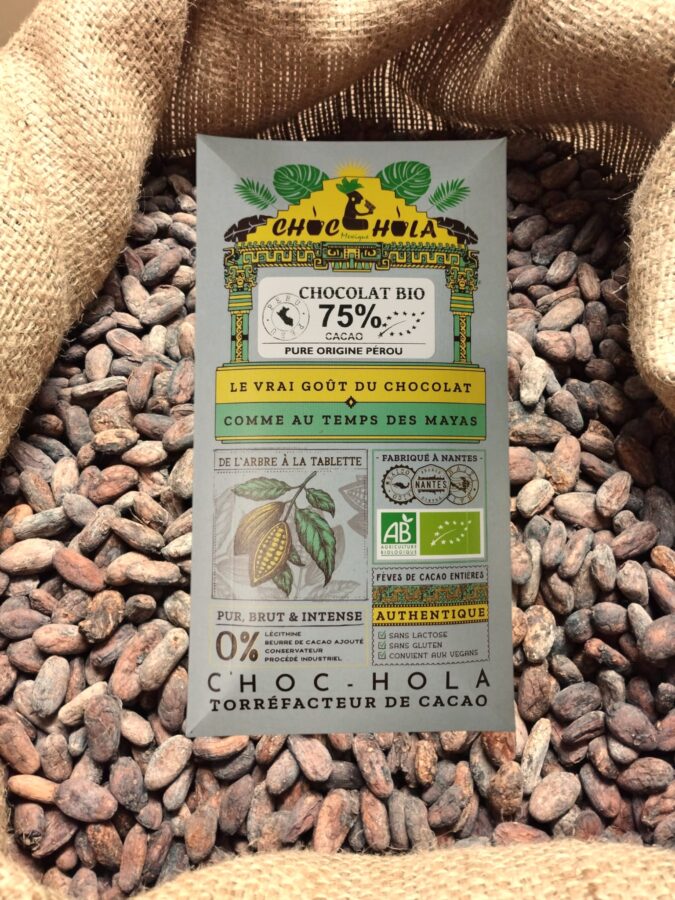 CHOC HOLA
Mexique
CHOCOLAT BIO
PERU
PERU
75%
CACAO
PURE ORIGINE PÉROU
LE VRAI GOÛT DU CHOCOLAT
COMME AU TEMPS DES MAYAS
DE L'ARBRE À LA TABLETTE
PUR, BRUT & INTENSE
0%
LÉCITHINE
BEURRE DE CACAO AJOUTÉ
CONSERVATEUR
PROCÉDÉ INDUSTRIEL
- FABRIQUÉ À NANTES -
NANTES
AB
AGRICULTURE
BIOLOGIQUE
FÈVES DE CACAO ENTIÈRES
AUTHENTIQUE
SANS LACTOSE
SANS GLUTEN
CONVIENT AUX VEGANS
C'HOC - HOLA
TORRÉFACTEUR DE CACAO